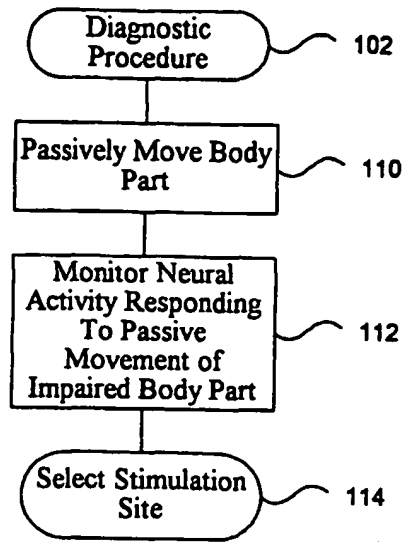 Diagnostic
Procedure
102
Passively Move Body
Part
110
Monitor Neural
Activity Responding
To Passive
Movement of
Impaired Body Part
112
Select Stimulation
Site
114